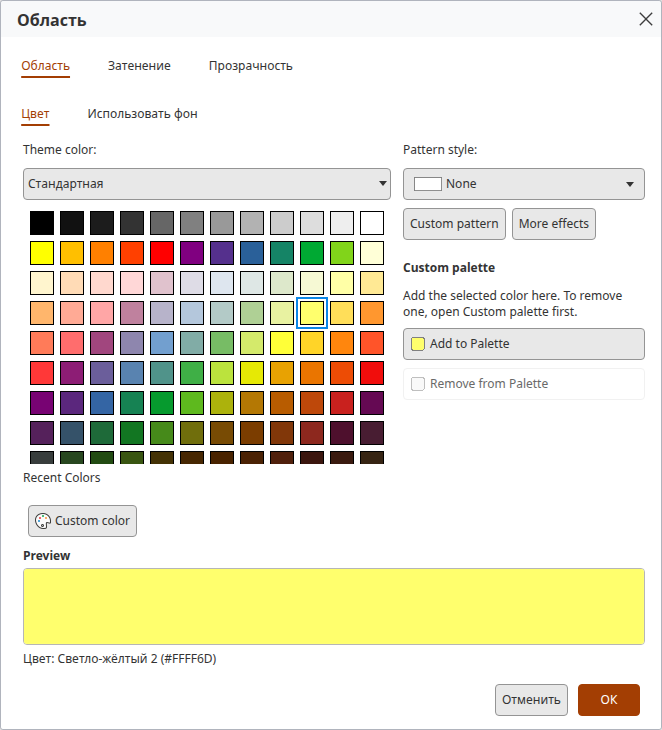 Область
Область Затенение Прозрачность
Цвет Использовать фон
Theme color:
Стандартная
Pattern style:
None
Custom pattern More effects
Custom palette
Add the selected color here. To remove
one, open Custom palette first.
Add to Palette
Remove from Palette
Recent Colors
Custom color
Preview
Цвет: Светло-жёлтый 2 (#FFFF6D)
Отменить OK